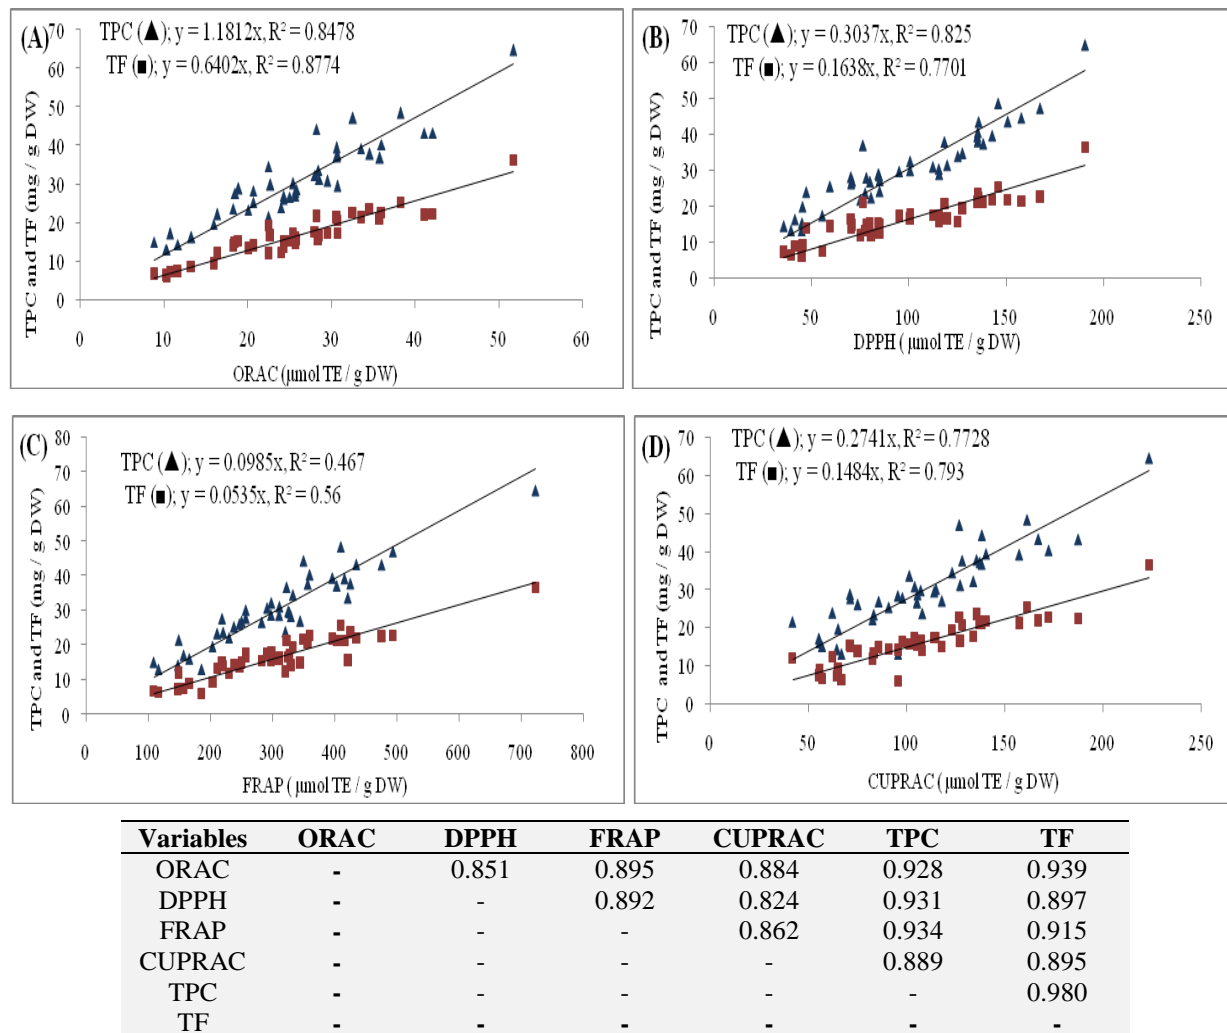 (A)
TPC (▲); y = 1.1812x, R² = 0.8478
TF (■); y = 0.6402x, R² = 0.8774
TPC and TF (mg / g DW)
70
60
50
40
30
20
10
0
0 10 20 30 40 50 60
ORAC (µmol TE / g DW)
(B)
TPC (▲); y = 0.3037x, R² = 0.825
TF (■); y = 0.1638x, R² = 0.7701
TPC and TF (mg / g DW)
70
60
50
40
30
20
10
0
0 50 100 150 200 250
DPPH ( µmol TE / g DW)
(C)
TPC (▲); y = 0.0985x, R² = 0.467
TF (■); y = 0.0535x, R² = 0.56
TPC and TF (mg / g DW)
80
70
60
50
40
30
20
10
0
0 100 200 300 400 500 600 700 800
FRAP ( µmol TE / g DW)
(D)
TPC (▲); y = 0.2741x, R² = 0.7728
TF (■); y = 0.1484x, R² = 0.793
TPC and TF (mg / g DW)
70
60
50
40
30
20
10
0
0 50 100 150 200 250
CUPRAC ( µmol TE / g DW)
Variables ORAC DPPH FRAP CUPRAC TPC TF
ORAC - 0.851 0.895 0.884 0.928 0.939
DPPH - - 0.892 0.824 0.931 0.897
FRAP - - - 0.862 0.934 0.915
CUPRAC - - - - 0.889 0.895
TPC - - - - - 0.980
TF - - - - - -